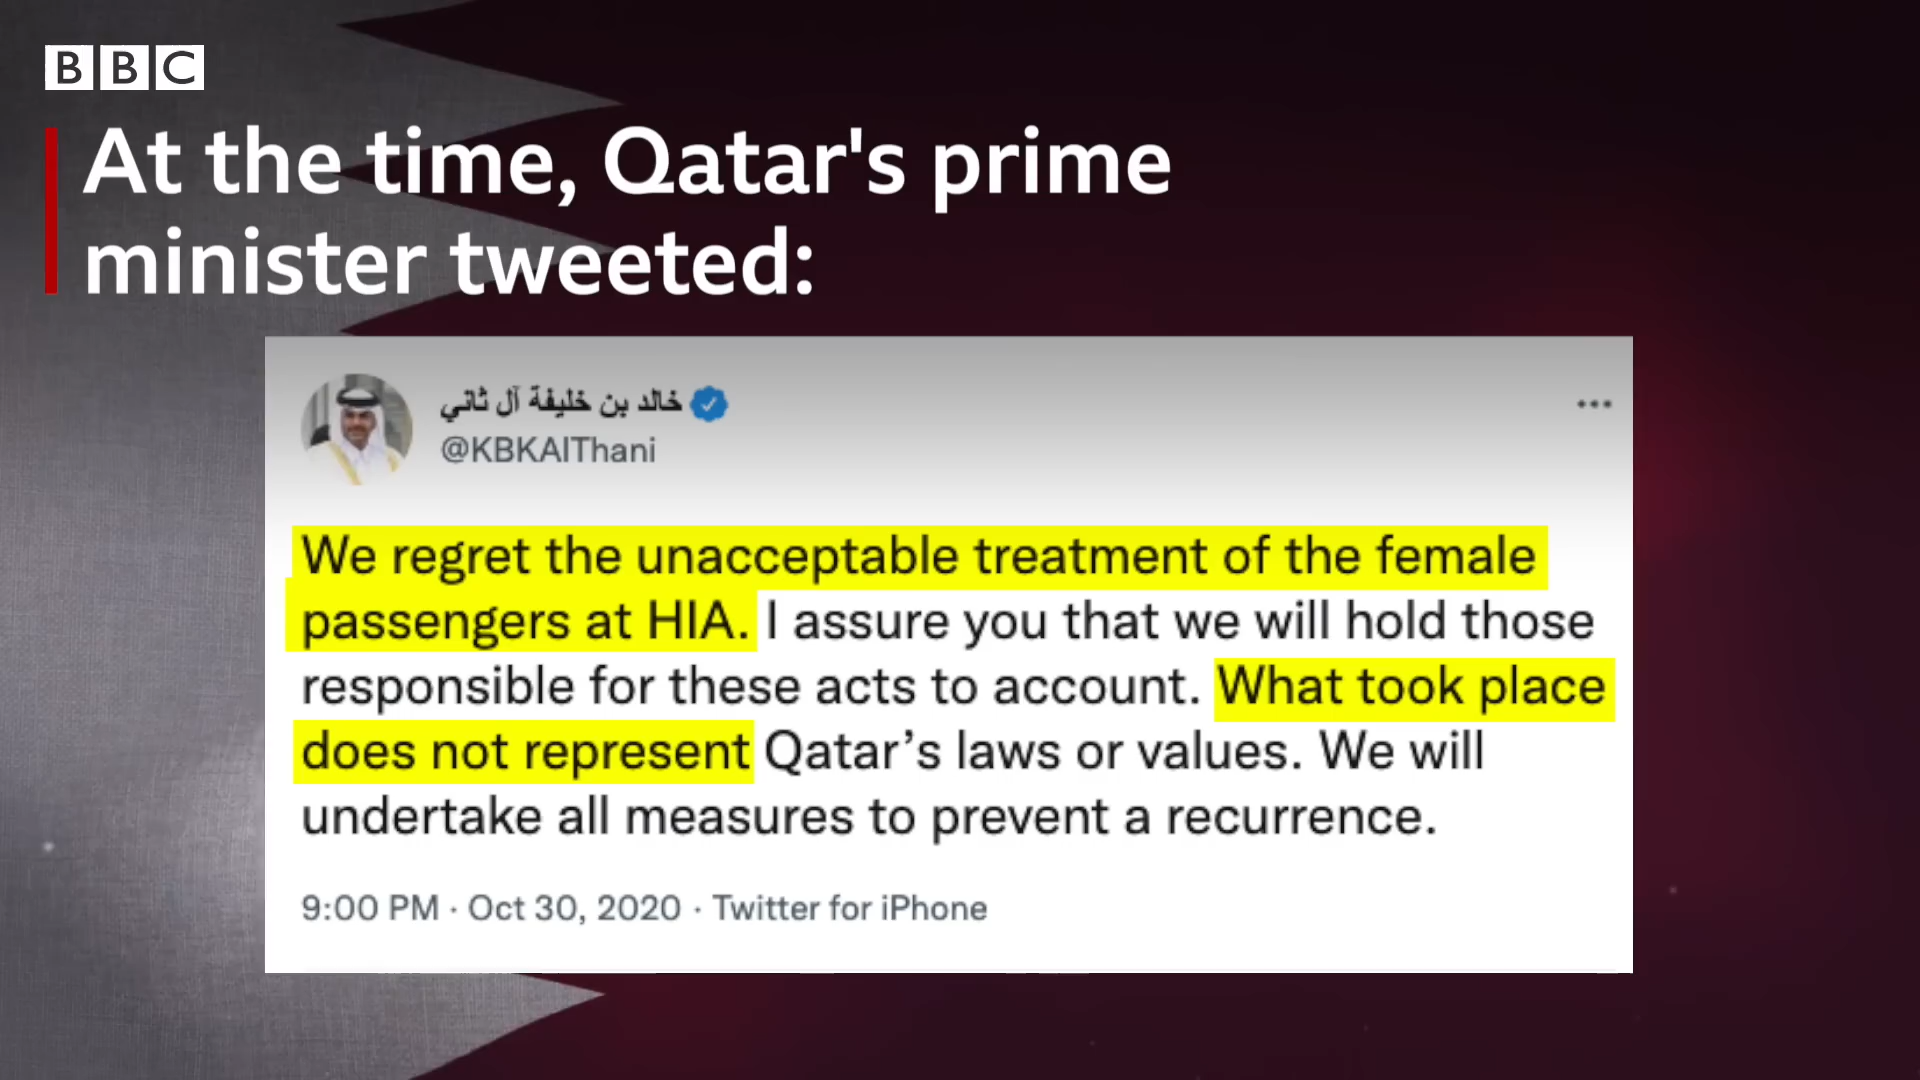 BBC
At the time, Qatar's prime
minister tweeted:
خالد بن خليفة آل ثاني
@KBKAlThani
We regret the unacceptable treatment of the female
passengers at HIA. I assure you that we will hold those
responsible for these acts to account. What took place
does not represent Qatar’s laws or values. We will
undertake all measures to prevent a recurrence.
9:00 PM · Oct 30, 2020 · Twitter for iPhone